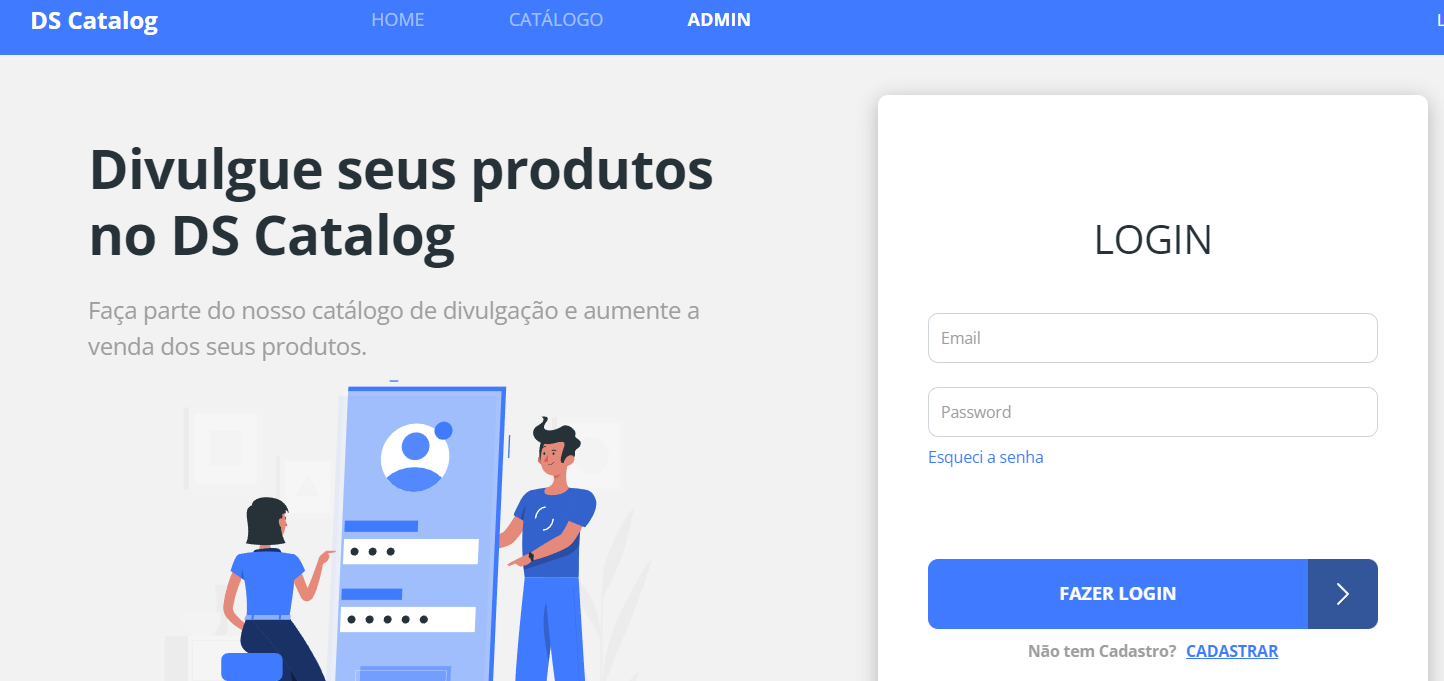 DS Catalog
HOME
CATÁLOGO
ADMIN
Divulgue seus produtos
no DS Catalog
Faça parte do nosso catálogo de divulgação e aumente a
venda dos seus produtos.
LOGIN
Email
Password
Esqueci a senha
FAZER LOGIN
Não tem Cadastro? CADASTRAR